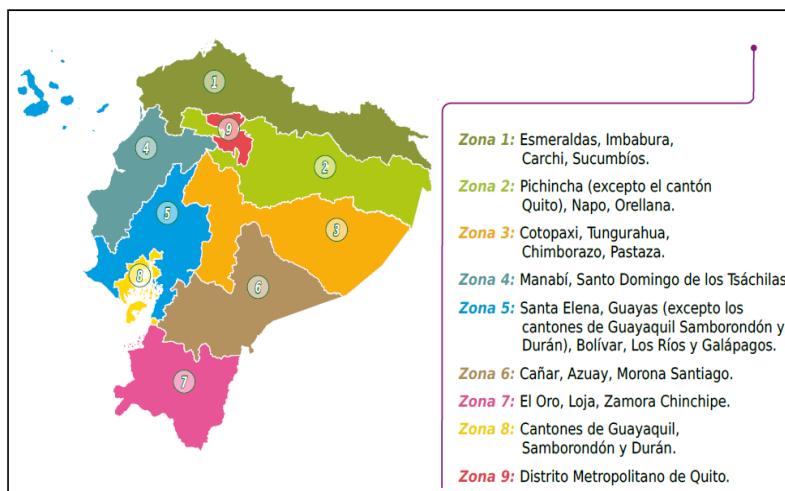 1
9
4
2
5
3
8
6
7
Zona 1: Esmeraldas, Imbabura,
Carchi, Sucumbíos.
Zona 2: Pichincha (excepto el cantón
Quito), Napo, Orellana.
Zona 3: Cotopaxi, Tungurahua,
Chimborazo, Pastaza.
Zona 4: Manabí, Santo Domingo de los Tsáchilas
Zona 5: Santa Elena, Guayas (excepto los
cantones de Guayaquil Samborondón y
Durán), Bolívar, Los Ríos y Galápagos.
Zona 6: Cañar, Azuay, Morona Santiago.
Zona 7: El Oro, Loja, Zamora Chinchipe.
Zona 8: Cantones de Guayaquil,
Samborondón y Durán.
Zona 9: Distrito Metropolitano de Quito.